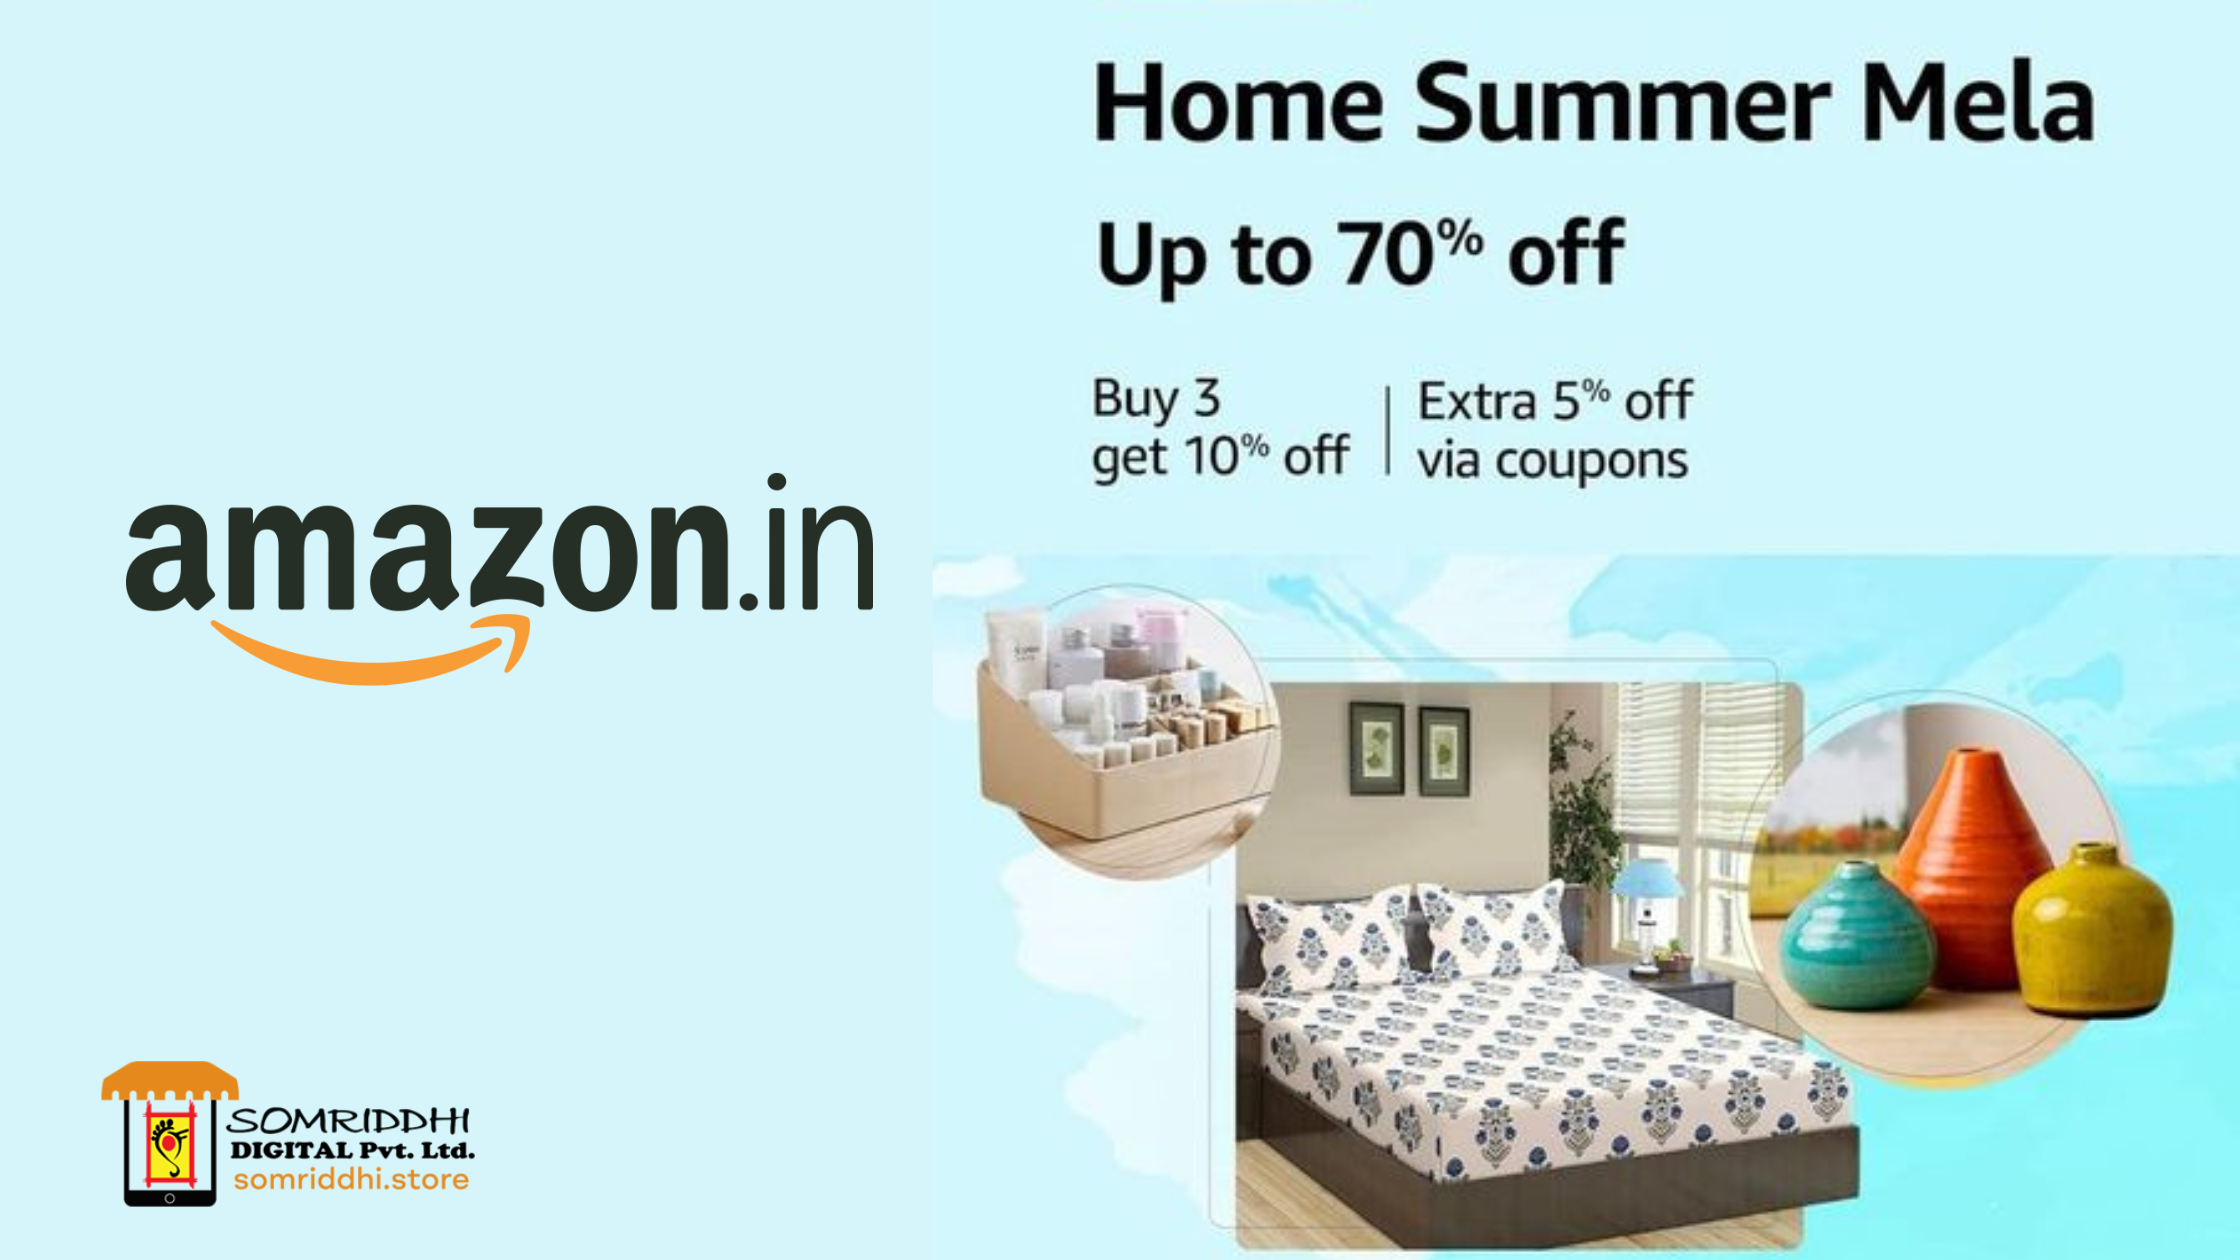 Home Summer Mela
Up to 70% off
Buy 3
get 10% off
Extra 5% off
via coupons
amazon.in
SOMRIDDHI
DIGITAL Pvt. Ltd.
somriddhi.store